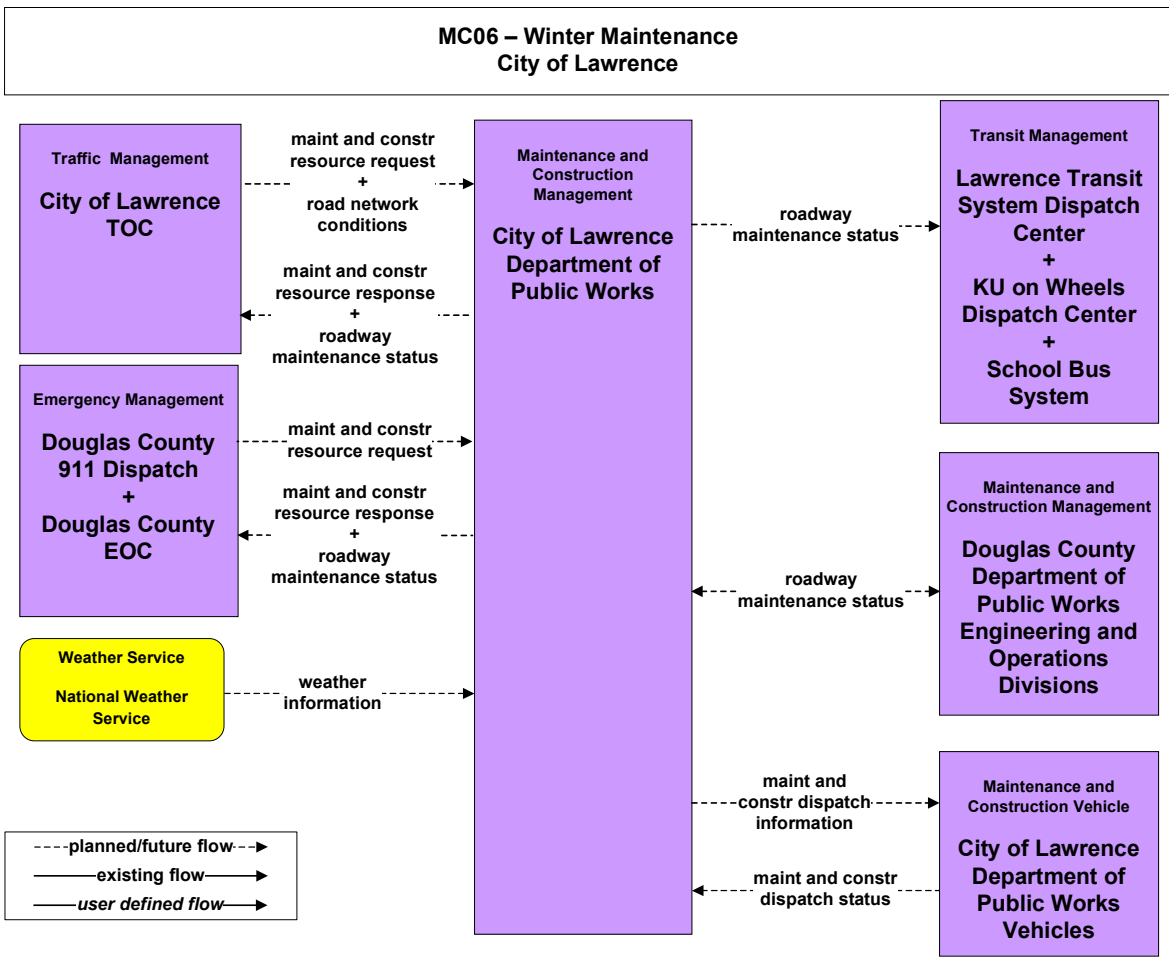 MC06 – Winter Maintenance
City of Lawrence
Traffic Management
City of Lawrence
TOC
maint and constr
resource request
+
road network
conditions
maint and constr
resource response
+
roadway
maintenance status
Emergency Management
Douglas County
911 Dispatch
+
Douglas County
EOC
maint and constr
resource request
maint and constr
resource response
+
roadway
maintenance status
Weather Service
National Weather
Service
weather
information
Maintenance and
Construction
Management
City of Lawrence
Department of
Public Works
roadway
maintenance status
Transit Management
Lawrence Transit
System Dispatch
Center
+
KU on Wheels
Dispatch Center
+
School Bus
System
roadway
maintenance status
Maintenance and
Construction Management
Douglas County
Department of
Public Works
Engineering and
Operations
Divisions
maint and
constr dispatch
information
maint and constr
dispatch status
Maintenance and
Construction Vehicle
City of Lawrence
Department of
Public Works
Vehicles
planned/future flow
existing flow
user defined flow